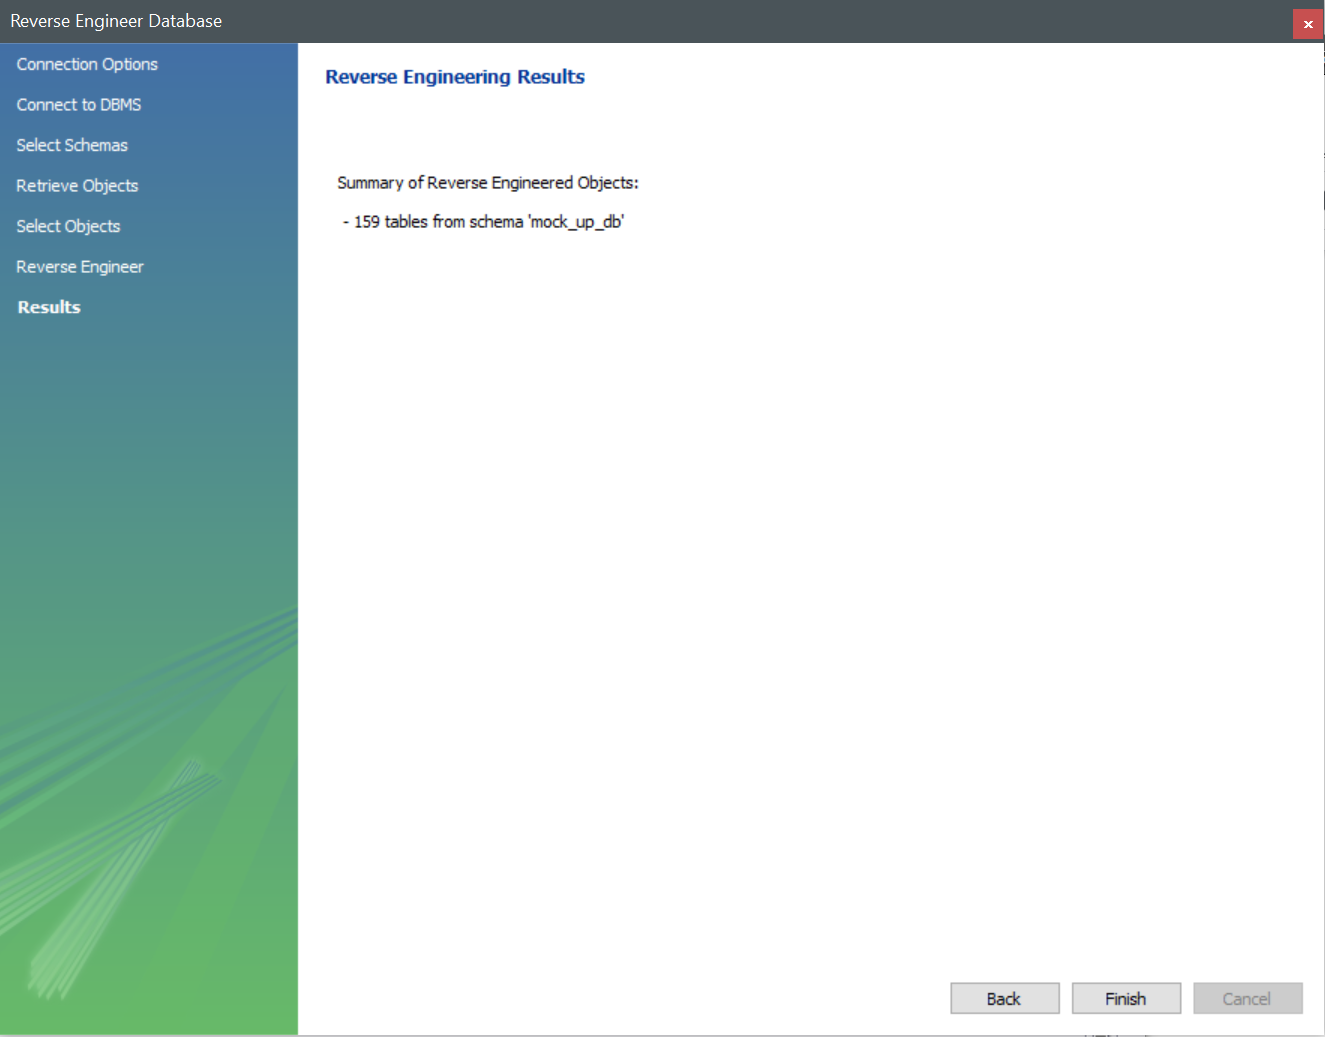 Reverse Engineer Database
Connection Options
Connect to DBMS
Select Schemas
Retrieve Objects
Select Objects
Reverse Engineer
Results
Reverse Engineering Results
Summary of Reverse Engineered Objects:
- 159 tables from schema 'mock_up_db'
Back
Finish
Cancel